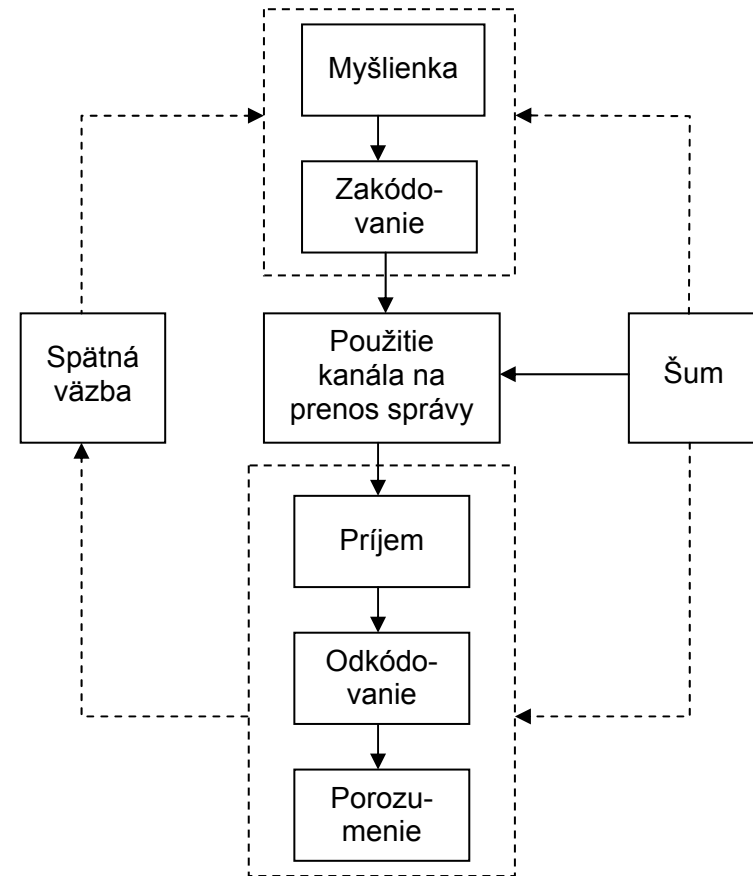 Myšlienka
Zakódo-
vanie
Spätná
väzba
Použitie
kanála na
prenos správy
Šum
Príjem
Odkódo-
vanie
Porozu-
menie